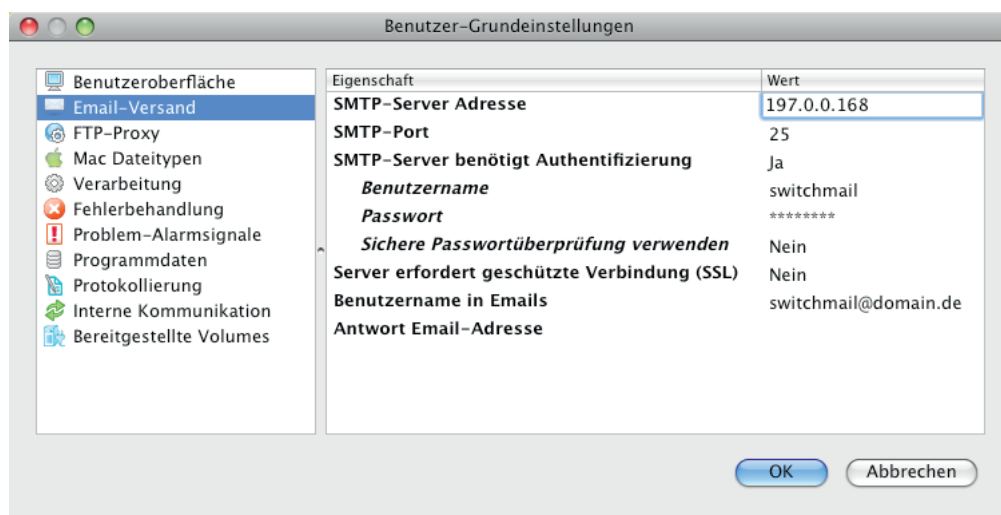 Benutzer-Grundeinstellungen
Benutzeroberfläche
Email-Versand
FTP-Proxy
Mac Dateitypen
Verarbeitung
Fehlerbehandlung
Problem-Alarmsignale
Programmdaten
Protokollierung
Interne Kommunikation
Bereitgestellte Volumes
Eigenschaft Wert
SMTP-Server Adresse 197.0.0.168
SMTP-Port 25
SMTP-Server benötigt Authentifizierung Ja
Benutzername switchmail
Passwort ********
Sichere Passwortüberprüfung verwenden Nein
Server erfordert geschützte Verbindung (SSL) Nein
Benutzername in Emails switchmail@domain.de
Antwort Email-Adresse
OK Abbrechen